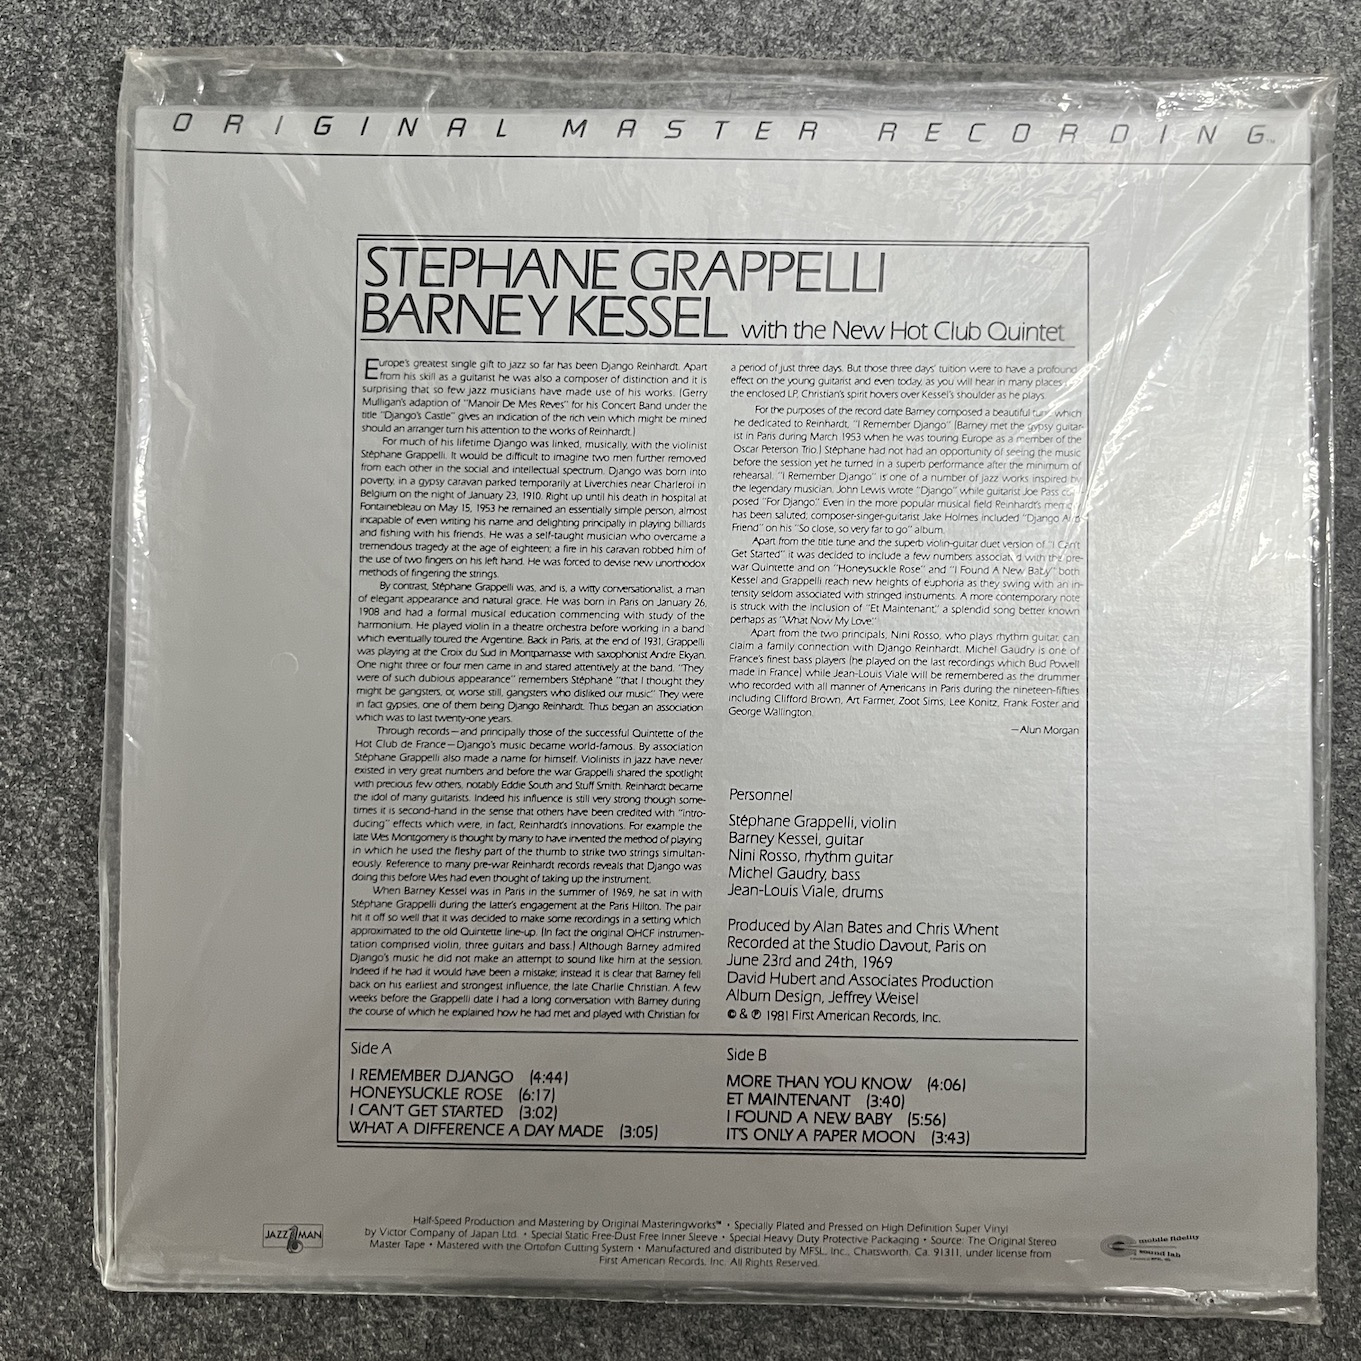 ORIGINAL MASTER RECORDING™
STEPHANE GRAPPELLI
BARNEY KESSEL with the New Hot Club Quintet
Europe's greatest single gift to jazz so far has been Django Reinhardt. Apart
from his skill as a guitarist he was also a composer of distinction and it is
surprising that so few jazz musicians have made use of his works. (Gerry
Mulligan's adaption of "Manoir De Mes Reves" for his Concert Band under the
title "Django's Castle" gives an indication of the rich vein which might be mined
should an arranger turn his attention to the works of Reinhardt.)
For much of his lifetime Django was linked, musically, with the violinist
Stéphane Grappelli. It would be difficult to imagine two men further removed
from each other in the social and intellectual spectrum. Django was born into
poverty, in a gypsy caravan parked temporarily at Liverchies near Charleroi in
Belgium on the night of January 23, 1910. Right up until his death in hospital at
Fontainebleau on May 15, 1953 he remained an essentially simple person, almost
incapable of even writing his name and delighting principally in playing billiards
and fishing with his friends. He was a self-taught musician who overcame a
tremendous tragedy at the age of eighteen; a fire in his caravan robbed him of
the use of two fingers on his left hand. He was forced to devise new unorthodox
methods of fingering the strings.
By contrast, Stéphane Grappelli was, and is, a witty conversationalist, a man
of elegant appearance and natural grace. He was born in Paris on January 26,
1908 and had a formal musical education commencing with study of the
harmonium. He played violin in a theatre orchestra before working in a band
which eventually toured the Argentine. Back in Paris, at the end of 1931, Grappelli
was playing at the Croix du Sud in Montparnasse with saxophonist Andre Ekyan.
One night three or four men came in and stared attentively at the band. "They
were of such dubious appearance" remembers Stéphane "that I thought they
might be gangsters, or, worse still, gangsters who disliked our music." They were
in fact gypsies, one of them being Django Reinhardt. Thus began an association
which was to last twenty-one years.
Through records—and principally those of the successful Quintette of the
Hot Club de France—Django's music became world-famous. By association
Stéphane Grappelli also made a name for himself. Violinists in jazz have never
existed in very great numbers and before the war Grappelli shared the spotlight
with precious few others, notably Eddie South and Stuff Smith. Reinhardt became
the idol of many guitarists. Indeed his influence is still very strong though some-
times it is second-hand in the sense that others have been credited with "intro-
ducing" effects which were, in fact, Reinhardt's innovations. For example the
late Wes Montgomery is thought by many to have invented the method of playing
in which he used the fleshy part of the thumb to strike two strings simultan-
eously. Reference to many pre-war Reinhardt records reveals that Django was
doing this before Wes had even thought of taking up the instrument.
When Barney Kessel was in Paris in the summer of 1969, he sat in with
Stéphane Grappelli during the latter's engagement at the Paris Hilton. The pair
hit it off so well that it was decided to make some recordings in a setting which
approximated to the old Quintette line-up. (In fact the original QHCF instrumen-
tation comprised violin, three guitars and bass.) Although Barney admired
Django's music he did not make an attempt to sound like him at the session.
Indeed if he had it would have been a mistake; instead it is clear that Barney fell
back on his earliest and strongest influence, the late Charlie Christian. A few
weeks before the Grappelli date I had a long conversation with Barney during
the course of which he explained how he had met and played with Christian for
a period of just three days. But those three days' tuition were to have a profound
effect on the young guitarist and even today, as you will hear in many places
the enclosed LP, Christian's spirit hovers over Kessel's shoulder as he plays.
For the purposes of the record date Barney composed a beautiful tune which
he dedicated to Reinhardt, "I Remember Django" (Barney met the gypsy guitar-
ist in Paris during March 1953 when he was touring Europe as a member of the
Oscar Peterson Trio.) Stéphane had not had an opportunity of seeing the music
before the session yet he turned in a superb performance after the minimum of
rehearsal. "I Remember Django" is one of a number of jazz works inspired by
the legendary musician. John Lewis wrote "Django" while guitarist Joe Pass com-
posed "For Django" Even in the more popular musical field Reinhardt's memory
has been saluted; composer-singer-guitarist Jake Holmes included "Django And
Friend" on his "So close, so very far to go" album.
Apart from the title tune and the superb violin-guitar duet version of "I Can't
Get Started" it was decided to include a few numbers associated with the pre-
war Quintette and on "Honeysuckle Rose" and "I Found A New Baby" both
Kessel and Grappelli reach new heights of euphoria as they swing with an in-
tensity seldom associated with stringed instruments. A more contemporary note
is struck with the inclusion of "Et Maintenant," a splendid song better known
perhaps as "What Now My Love"
Apart from the two principals, Nini Rosso, who plays rhythm guitar, can
claim a family connection with Django Reinhardt. Michel Gaudry is one of
France's finest bass players (he played on the last recordings which Bud Powell
made in France) while Jean-Louis Viale will be remembered as the drummer
who recorded with all manner of Americans in Paris during the nineteen-fifties
including Clifford Brown, Art Farmer, Zoot Sims, Lee Konitz, Frank Foster and
George Wallington.
—Alun Morgan
Personnel
Stéphane Grappelli, violin
Barney Kessel, guitar
Nini Rosso, rhythm guitar
Michel Gaudry, bass
Jean-Louis Viale, drums
Produced by Alan Bates and Chris Whent
Recorded at the Studio Davout, Paris on
June 23rd and 24th, 1969
David Hubert and Associates Production
Album Design, Jeffrey Weisel
© & ℗ 1981 First American Records, Inc.
Side A
I REMEMBER DJANGO (4:44)
HONEYSUCKLE ROSE (6:17)
I CAN'T GET STARTED (3:02)
WHAT A DIFFERENCE A DAY MADE (3:05)
Side B
MORE THAN YOU KNOW (4:06)
ET MAINTENANT (3:40)
I FOUND A NEW BABY (5:56)
IT'S ONLY A PAPER MOON (3:43)
JAZZ MAN
Half-Speed Production and Mastering by Original Masteringworks™ • Specially Plated and Pressed on High Definition Super Vinyl
by Victor Company of Japan Ltd. • Special Static Free-Dust Free Inner Sleeve • Special Heavy Duty Protective Packaging • Source: The Original Stereo
Master Tape • Mastered with the Ortofon Cutting System • Manufactured and distributed by MFSL, Inc., Chatsworth, Ca. 91311, under license from
First American Records, Inc. All Rights Reserved.
mobile fidelity
sound lab